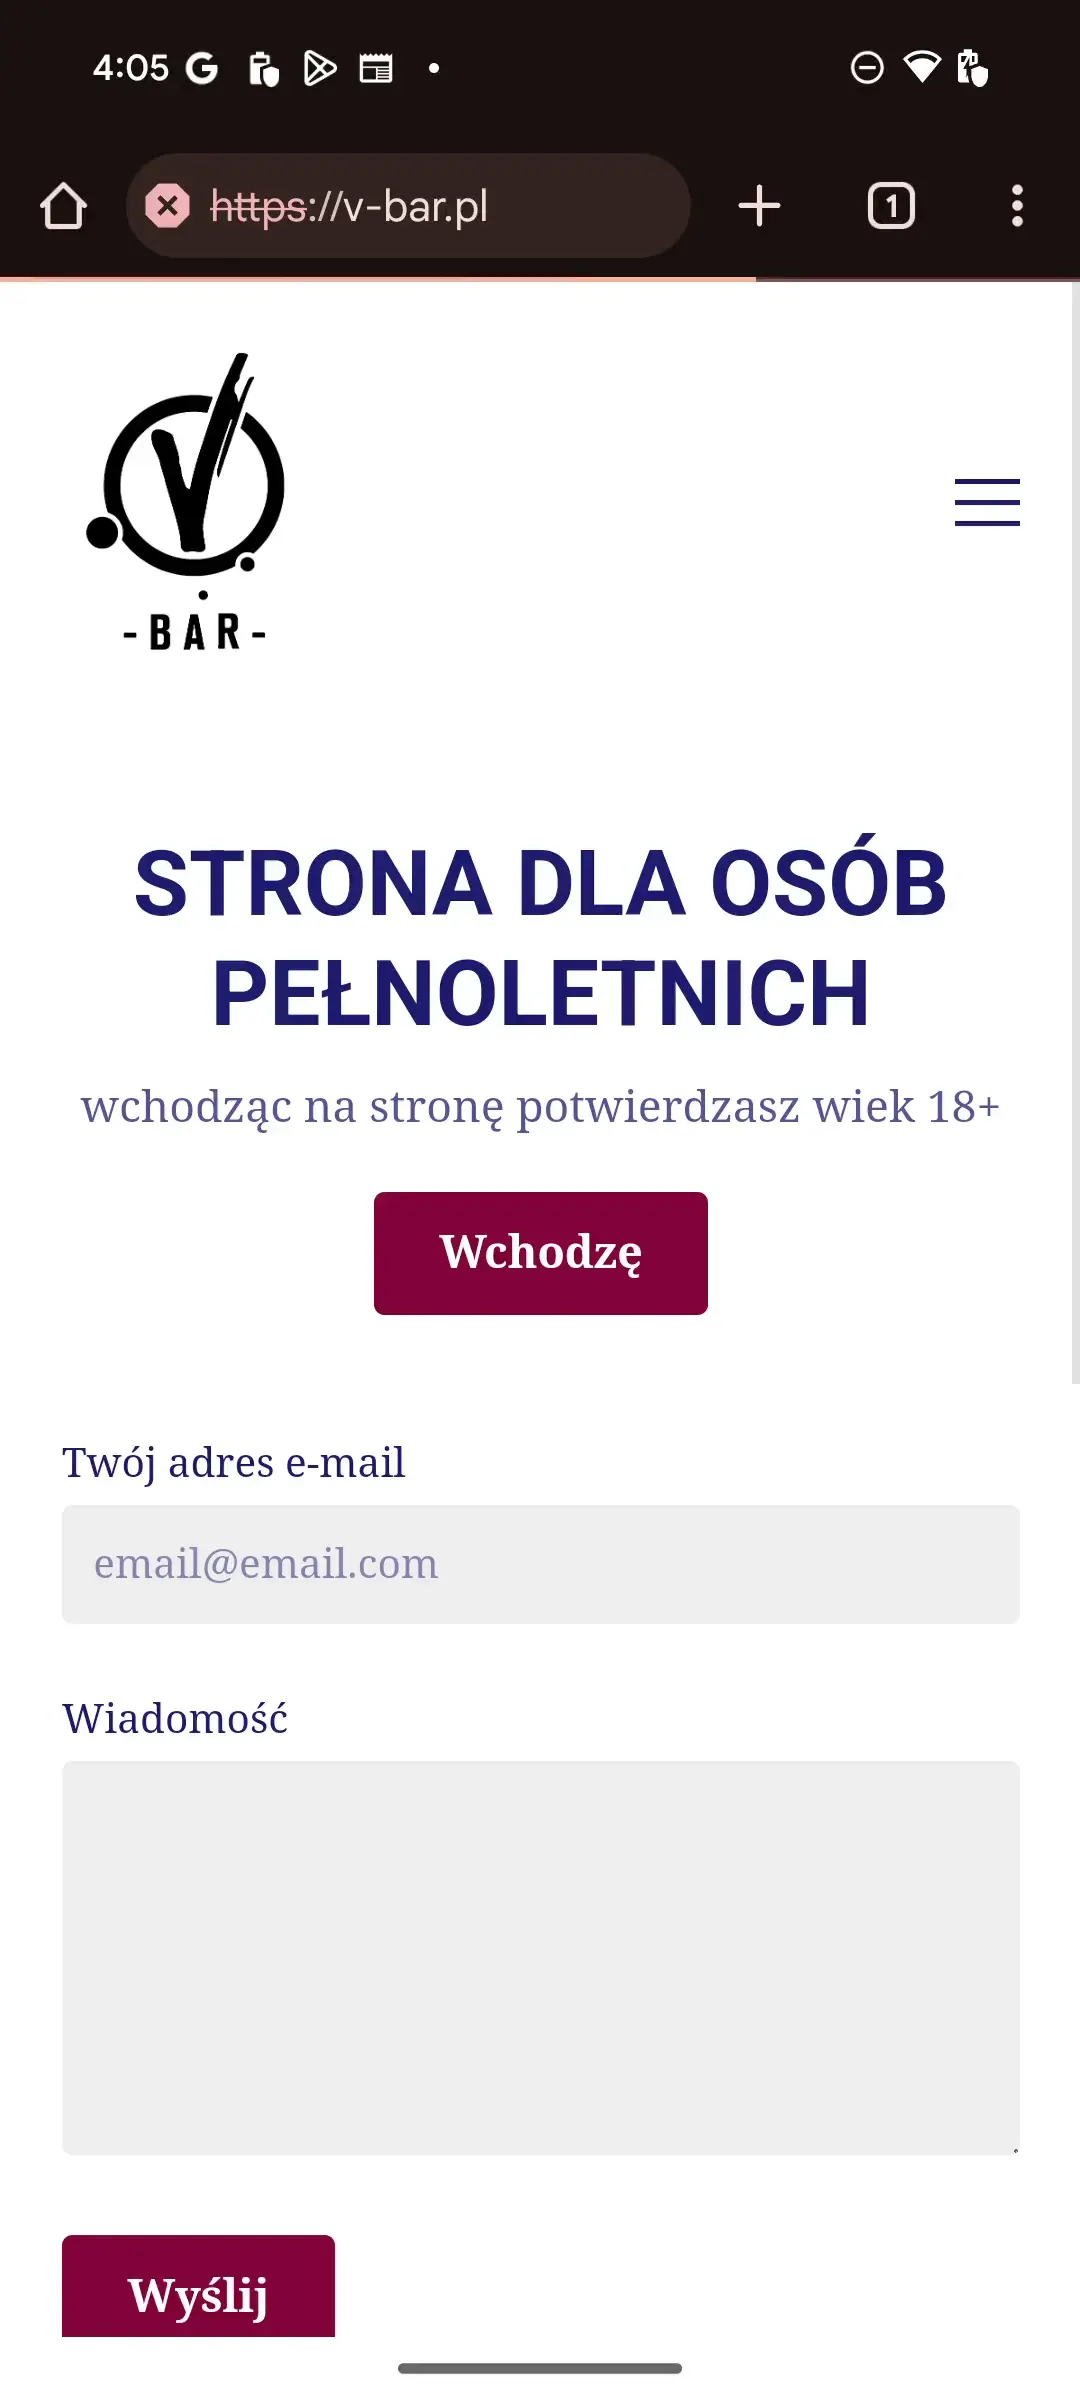 4:05
https://v-bar.pl
1
V
-BAR-
STRONA DLA OSÓB
PEŁNOLETNICH
wchodząc na stronę potwierdzasz wiek 18+
Wchodzę
Twój adres e-mail
email@email.com
Wiadomość
Wyślij